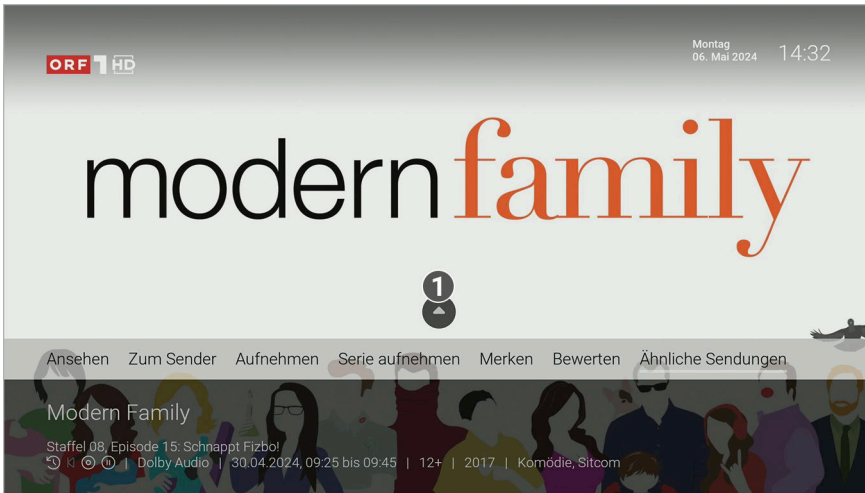 ORF 1 HD
Montag
06. Mai 2024
14:32
modern family
1
Ansehen Zum Sender Aufnehmen Serie aufnehmen Merken Bewerten Ähnliche Sendungen
Modern Family
Staffel 08, Episode 15: Schnappt Fizbo!
Dolby Audio | 30.04.2024, 09:25 bis 09:45 | 12+ | 2017 | Komödie, Sitcom